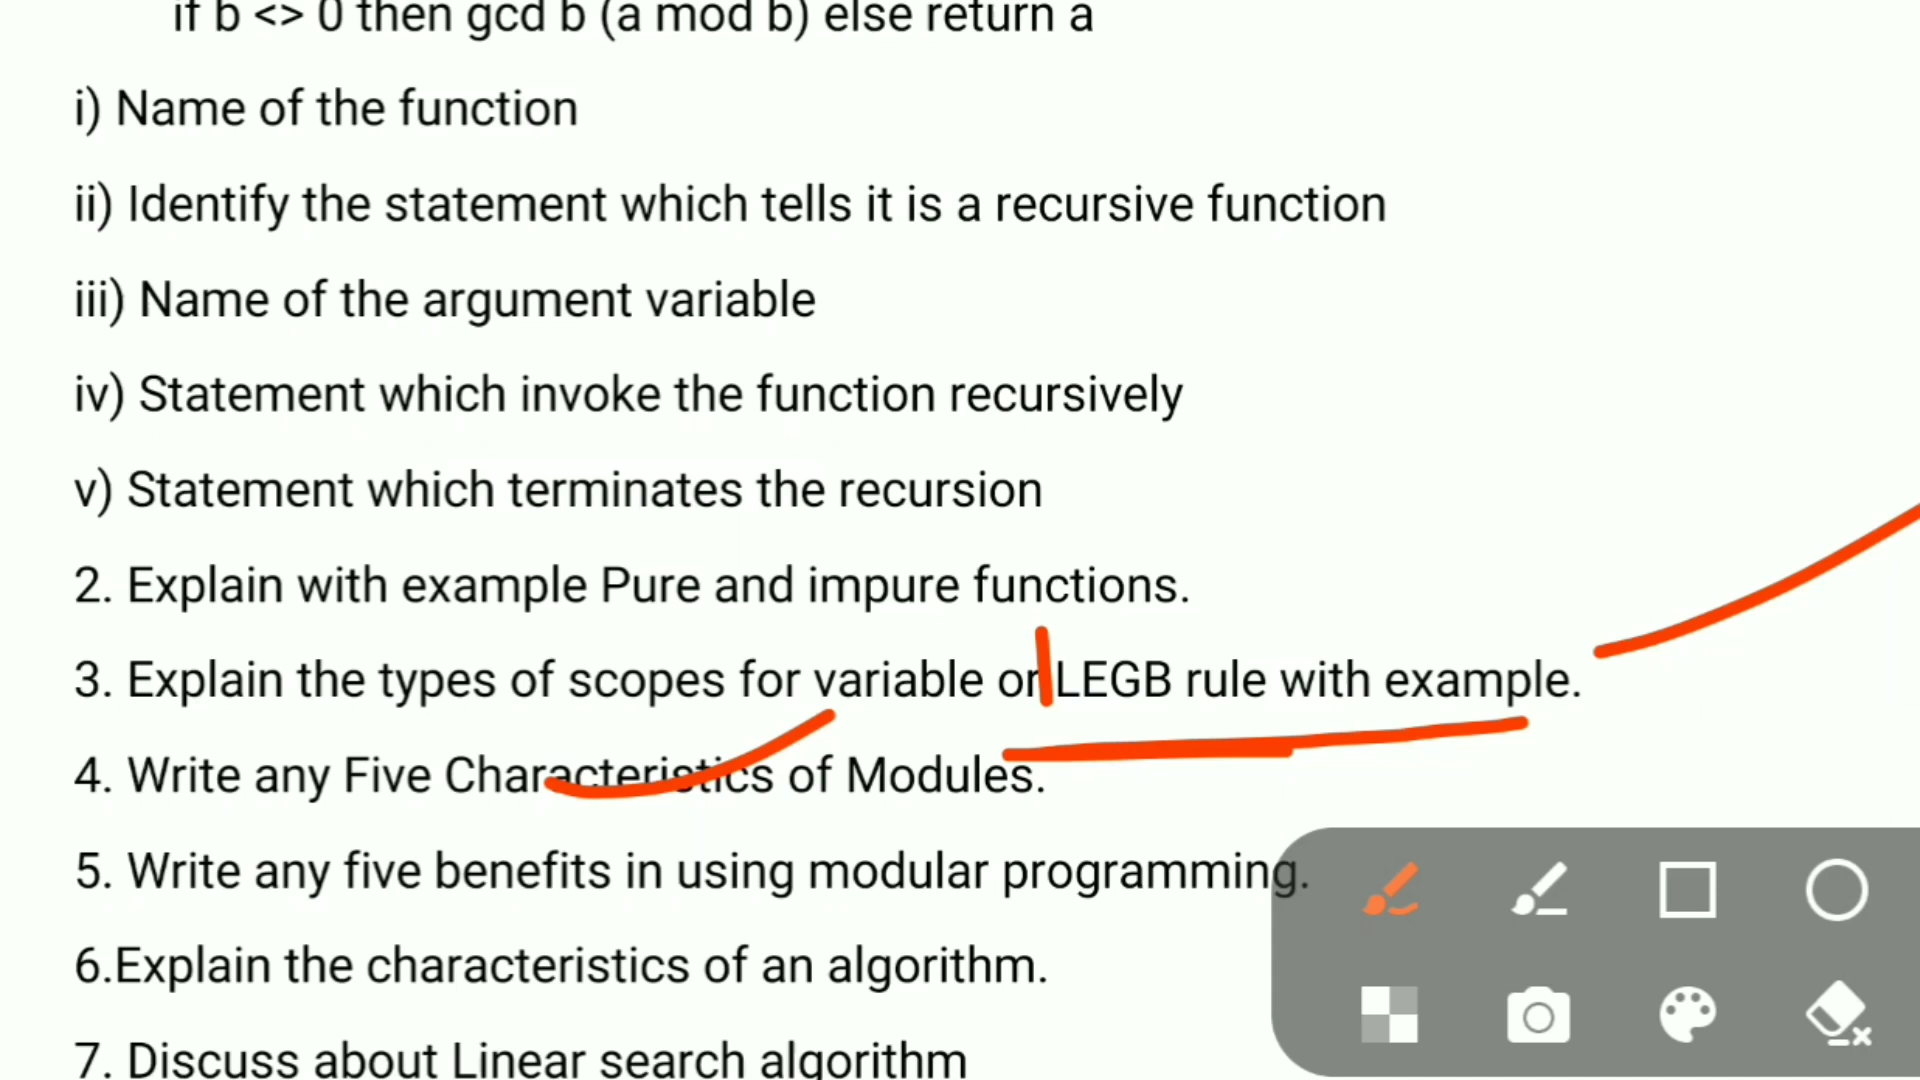 if b <> 0 then gcd b (a mod b) else return a
i) Name of the function
ii) Identify the statement which tells it is a recursive function
iii) Name of the argument variable
iv) Statement which invoke the function recursively
v) Statement which terminates the recursion
2. Explain with example Pure and impure functions.
3. Explain the types of scopes for variable or LEGB rule with example.
4. Write any Five Characteristics of Modules.
5. Write any five benefits in using modular programming.
6.Explain the characteristics of an algorithm.
7. Discuss about Linear search algorithm